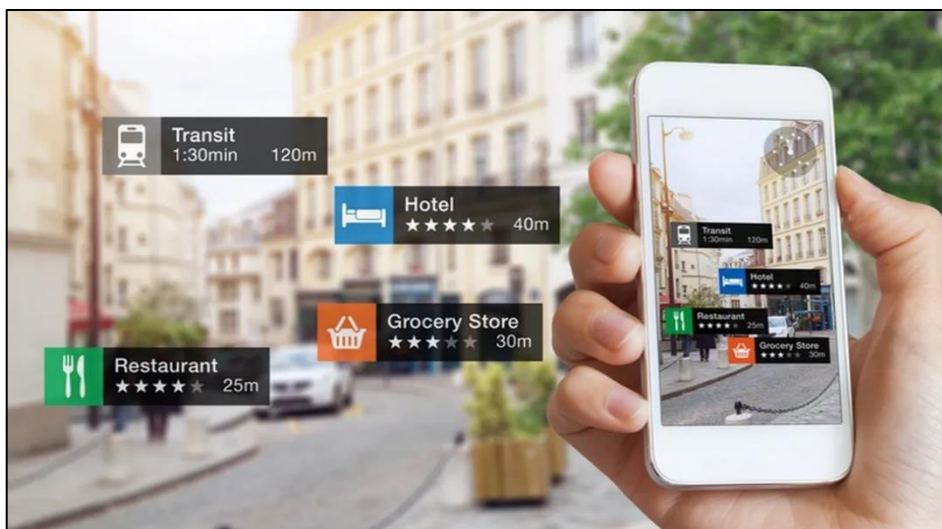 Transit
1:30min 120m
Hotel
40m
Grocery Store
30m
Restaurant
25m
Transit
1:30min 120m
Hotel
40m
Restaurant
25m
Grocery Store
30m